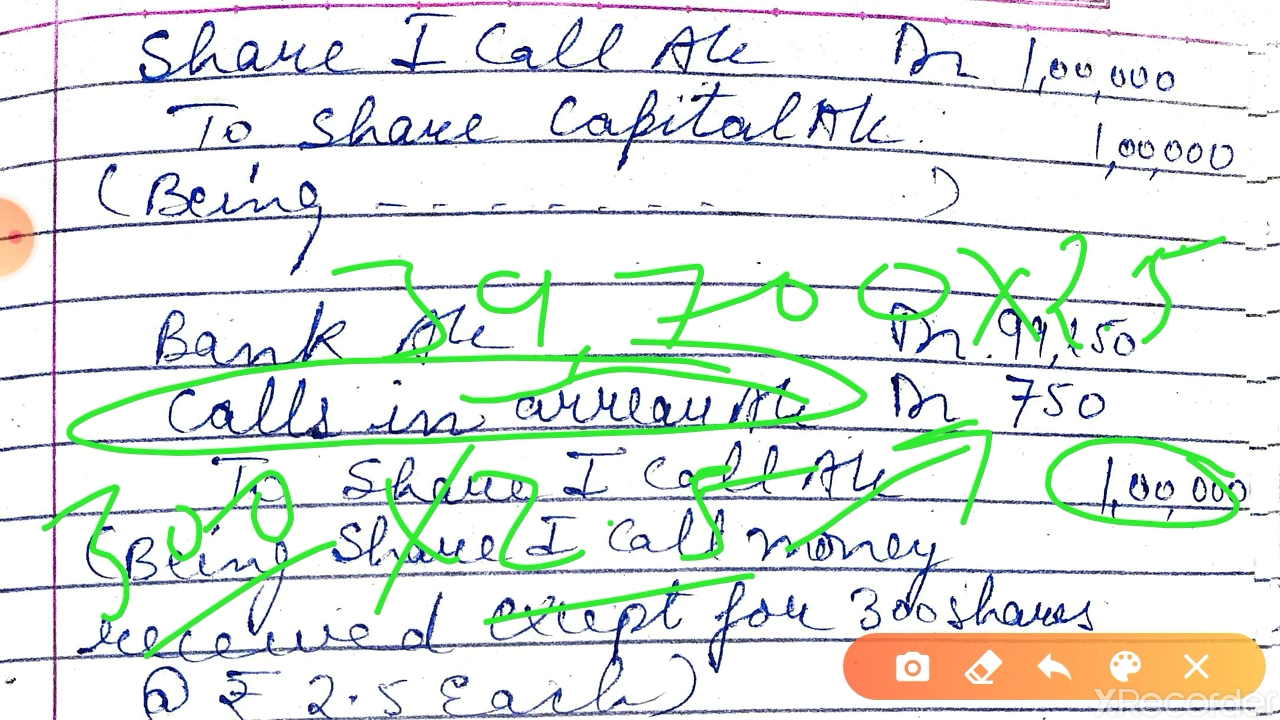 Share I Call A/c Dr 1,00,000
To Share Capital A/c. 1,00,000
(Being - - - - - - - - )
39,700 × 25
Bank A/c Dr. 99,250
Calls in arrear A/c Dr 750
To Share I Call A/c 1,00,000
300 × 2.5
(Being Share I Call money
received except for 300 shares
@ ₹ 2.5 Each)
XRecorder